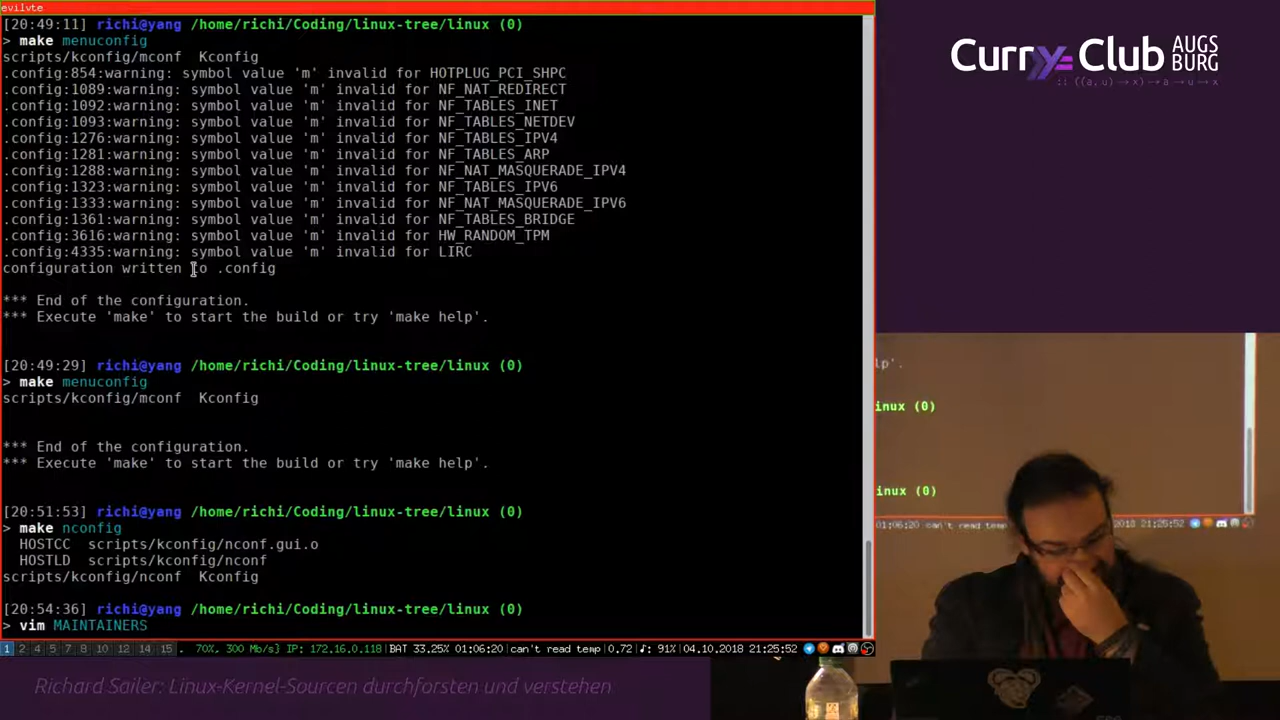 evilvte
[20:49:11] richi@yang /home/richi/Coding/linux-tree/linux (0)
> make menuconfig
scripts/kconfig/mconf  Kconfig
.config:854:warning: symbol value 'm' invalid for HOTPLUG_PCI_SHPC
.config:1089:warning: symbol value 'm' invalid for NF_NAT_REDIRECT
.config:1092:warning: symbol value 'm' invalid for NF_TABLES_INET
.config:1093:warning: symbol value 'm' invalid for NF_TABLES_NETDEV
.config:1276:warning: symbol value 'm' invalid for NF_TABLES_IPV4
.config:1281:warning: symbol value 'm' invalid for NF_TABLES_ARP
.config:1288:warning: symbol value 'm' invalid for NF_NAT_MASQUERADE_IPV4
.config:1323:warning: symbol value 'm' invalid for NF_TABLES_IPV6
.config:1333:warning: symbol value 'm' invalid for NF_NAT_MASQUERADE_IPV6
.config:1361:warning: symbol value 'm' invalid for NF_TABLES_BRIDGE
.config:3616:warning: symbol value 'm' invalid for HW_RANDOM_TPM
.config:4335:warning: symbol value 'm' invalid for LIRC
configuration written to .config
*** End of the configuration.
*** Execute 'make' to start the build or try 'make help'.
[20:49:29] richi@yang /home/richi/Coding/linux-tree/linux (0)
> make menuconfig
scripts/kconfig/mconf  Kconfig
*** End of the configuration.
*** Execute 'make' to start the build or try 'make help'.
[20:51:53] richi@yang /home/richi/Coding/linux-tree/linux (0)
> make nconfig
HOSTCC  scripts/kconfig/nconf.gui.o
HOSTLD  scripts/kconfig/nconf
scripts/kconfig/nconf  Kconfig
[20:54:36] richi@yang /home/richi/Coding/linux-tree/linux (0)
> vim MAINTAINERS
1 2 4 5 7 8 10 12 14 15 . 70%, 300 Mb/s] IP: 172.16.0.118|BAT 33.25% 01:06:20|can't read temp|0.72|♪: 91%|04.10.2018 21:25:52
Richard Sailer: Linux-Kernel-Sourcen durchforsten und verstehen
Curry Club AUGSBURG
:: ((a, u) → x) → a → u → x
lp'.
inux (0)
inux (0)
01:06:20 can't read temp 2018 21:25:52